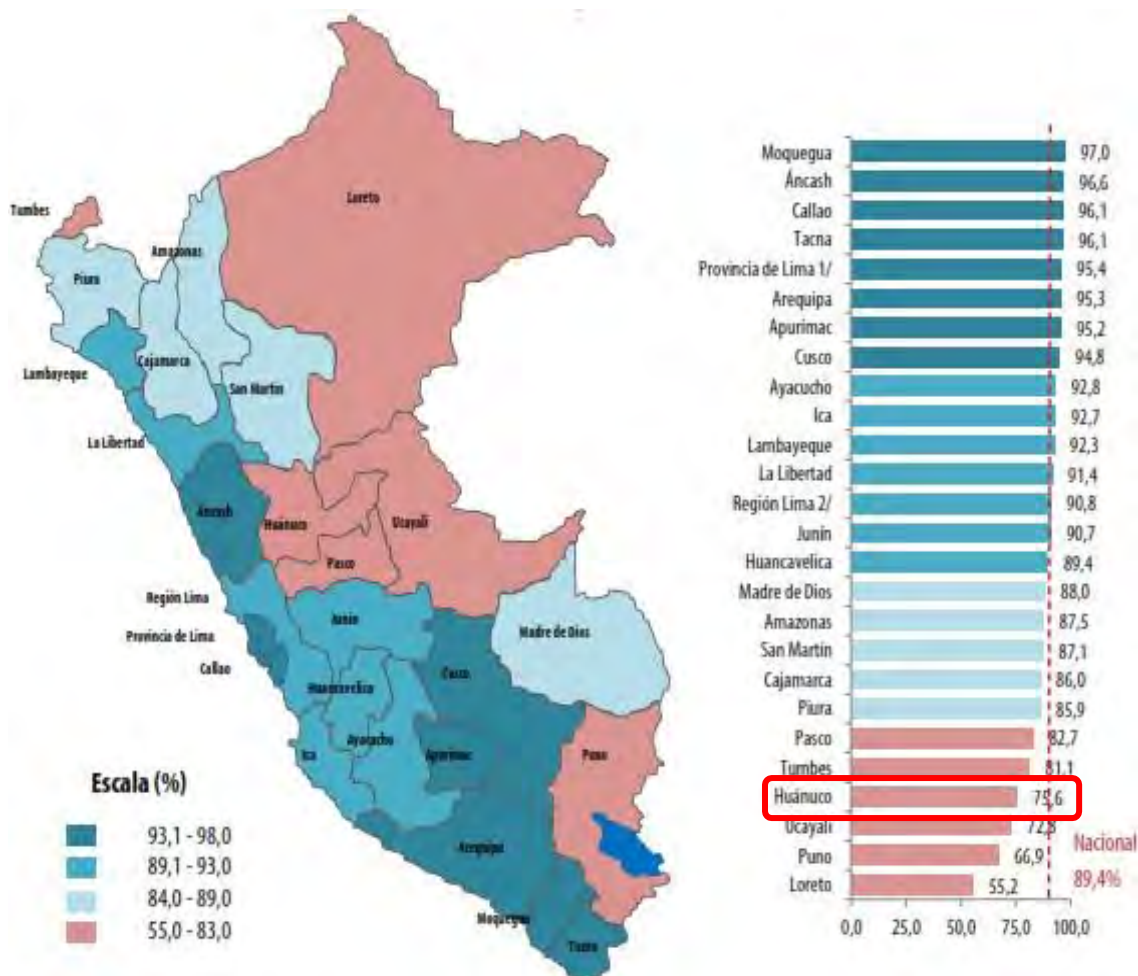 Loreto
Tumbes
Amazonas
Piura
Cajamarca
Lambayeque
San Martín
La Libertad
Áncash
Huánuco
Ucayali
Pasco
Región Lima
Junín
Provincia de Lima
Madre de Dios
Callao
Cusco
Huancavelica
Ayacucho
Apurímac
Ica
Puno
Arequipa
Moquegua
Tacna
Escala (%)
93,1 - 98,0
89,1 - 93,0
84,0 - 89,0
55,0 - 83,0
Moquegua 97,0
Áncash 96,6
Callao 96,1
Tacna 96,1
Provincia de Lima 1/ 95,4
Arequipa 95,3
Apurímac 95,2
Cusco 94,8
Ayacucho 92,8
Ica 92,7
Lambayeque 92,3
La Libertad 91,4
Región Lima 2/ 90,8
Junín 90,7
Huancavelica 89,4
Madre de Dios 88,0
Amazonas 87,5
San Martín 87,1
Cajamarca 86,0
Piura 85,9
Pasco 82,7
Tumbes 81,1
Huánuco 75,6
Ucayali 72,8
Puno 66,9
Loreto 55,2
Nacional
89,4%
0,0 25,0 50,0 75,0 100,0